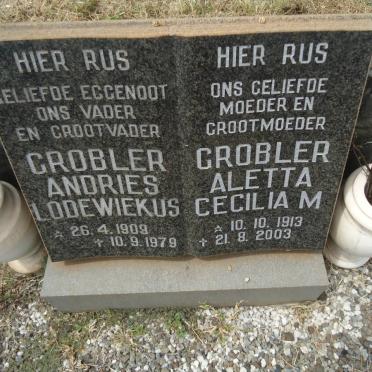 HIER RUS
GELIEFDE EGGENOOT
ONS VADER
EN GROOTVADER
GROBLER
ANDRIES
LODEWIEKUS
* 26.4.1909
+ 10.9.1979
HIER RUS
ONS GELIEFDE
MOEDER EN
GROOTMOEDER
GROBLER
ALETTA
CECILIA M
* 10.10.1913
+ 21.8.2003